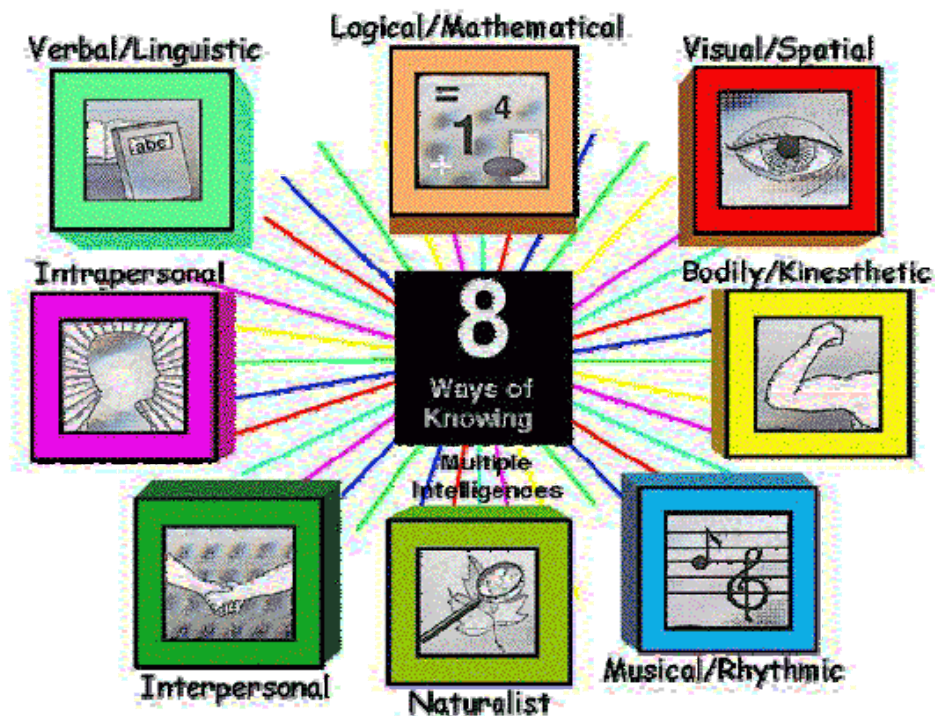 Logical/Mathematical
Verbal/Linguistic
Visual/Spatial
= 1 4 +
abc
Intrapersonal
Bodily/Kinesthetic
8
Ways of
Knowing
Multiple
Intelligences
Interpersonal
Naturalist
Musical/Rhythmic